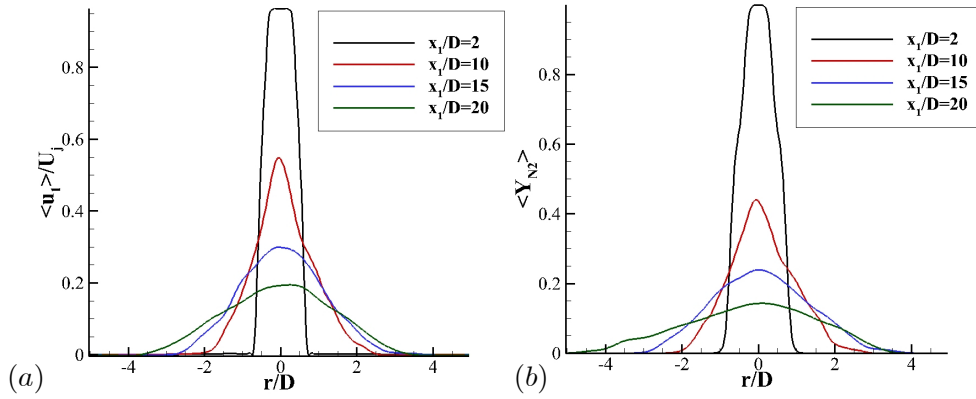 x1/D=2
x1/D=10
x1/D=15
x1/D=20
<u1>/Uj
0.8
0.6
0.4
0.2
0
-4 -2 0 2 4
r/D
(a)
x1/D=2
x1/D=10
x1/D=15
x1/D=20
<YN2>
0.8
0.6
0.4
0.2
0
-4 -2 0 2 4
r/D
(b)